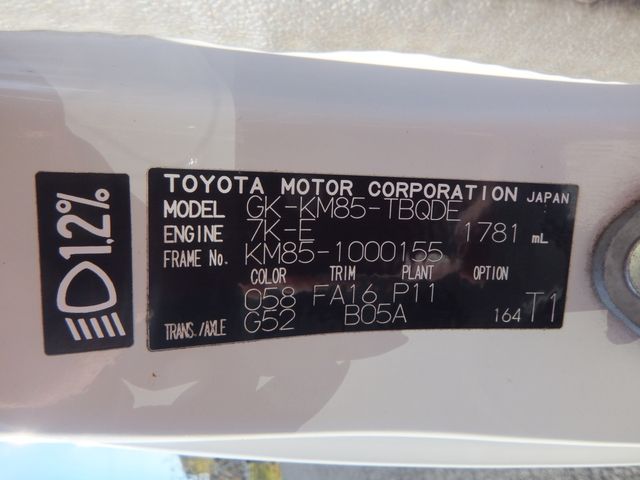 1.2%
TOYOTA MOTOR CORPORATION JAPAN
MODEL GK-KM85-TBQDE
ENGINE 7K-E 1781 mL
FRAME No. KM85-1000155
COLOR TRIM PLANT OPTION
058 FA16 P11
TRANS./AXLE G52 B05A 164 T1